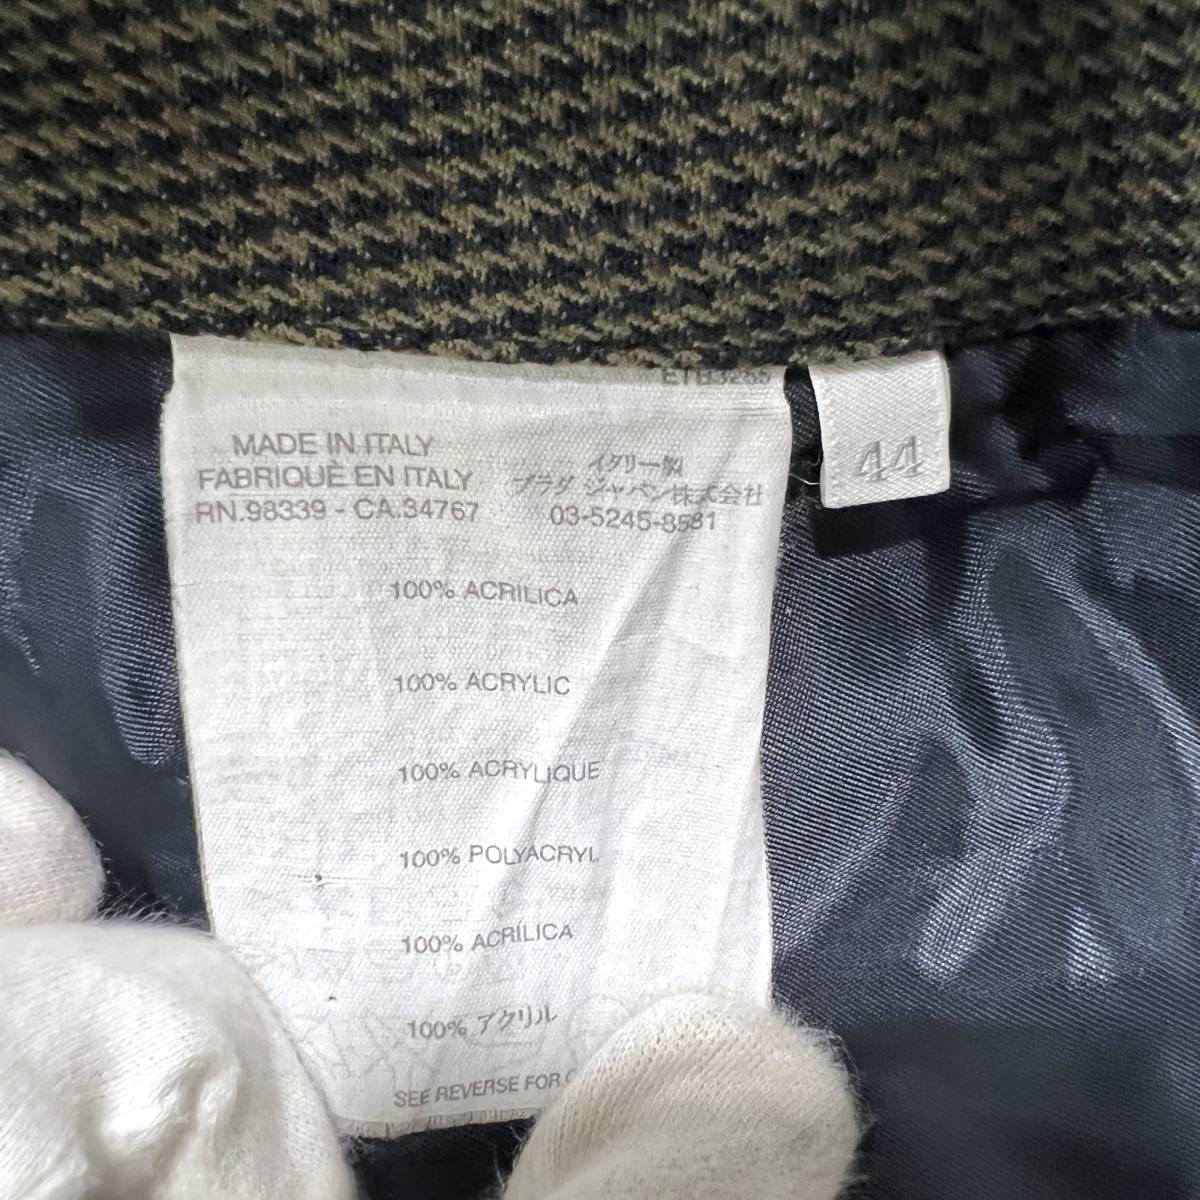 44
MADE IN ITALY
FABRIQUÈ EN ITALY
RN.98339 - CA.34767
イタリー製
プラダ ジャパン株式会社
03-5245-8581
100% ACRILICA
100% ACRYLIC
100% ACRYLIQUE
100% POLYACRYL
100% ACRÍLICA
100% アクリル
SEE REVERSE FOR